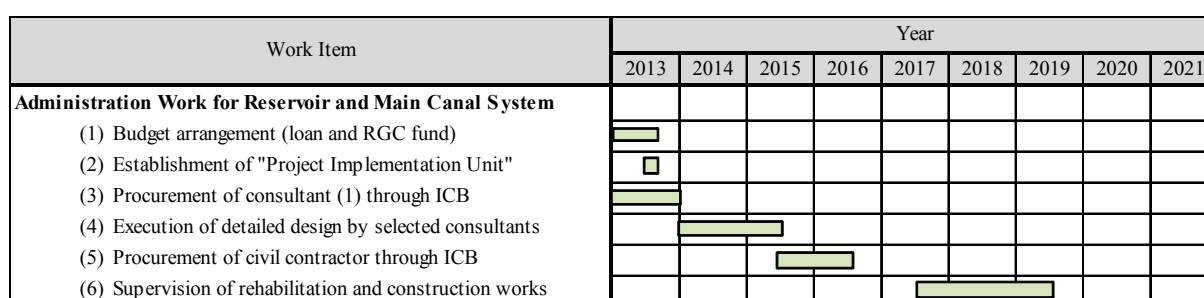 Work Item
Year
2013 2014 2015 2016 2017 2018 2019 2020 2021
Administration Work for Reservoir and Main Canal System
(1) Budget arrangement (loan and RGC fund)
(2) Establishment of "Project Implementation Unit"
(3) Procurement of consultant (1) through ICB
(4) Execution of detailed design by selected consultants
(5) Procurement of civil contractor through ICB
(6) Supervision of rehabilitation and construction works